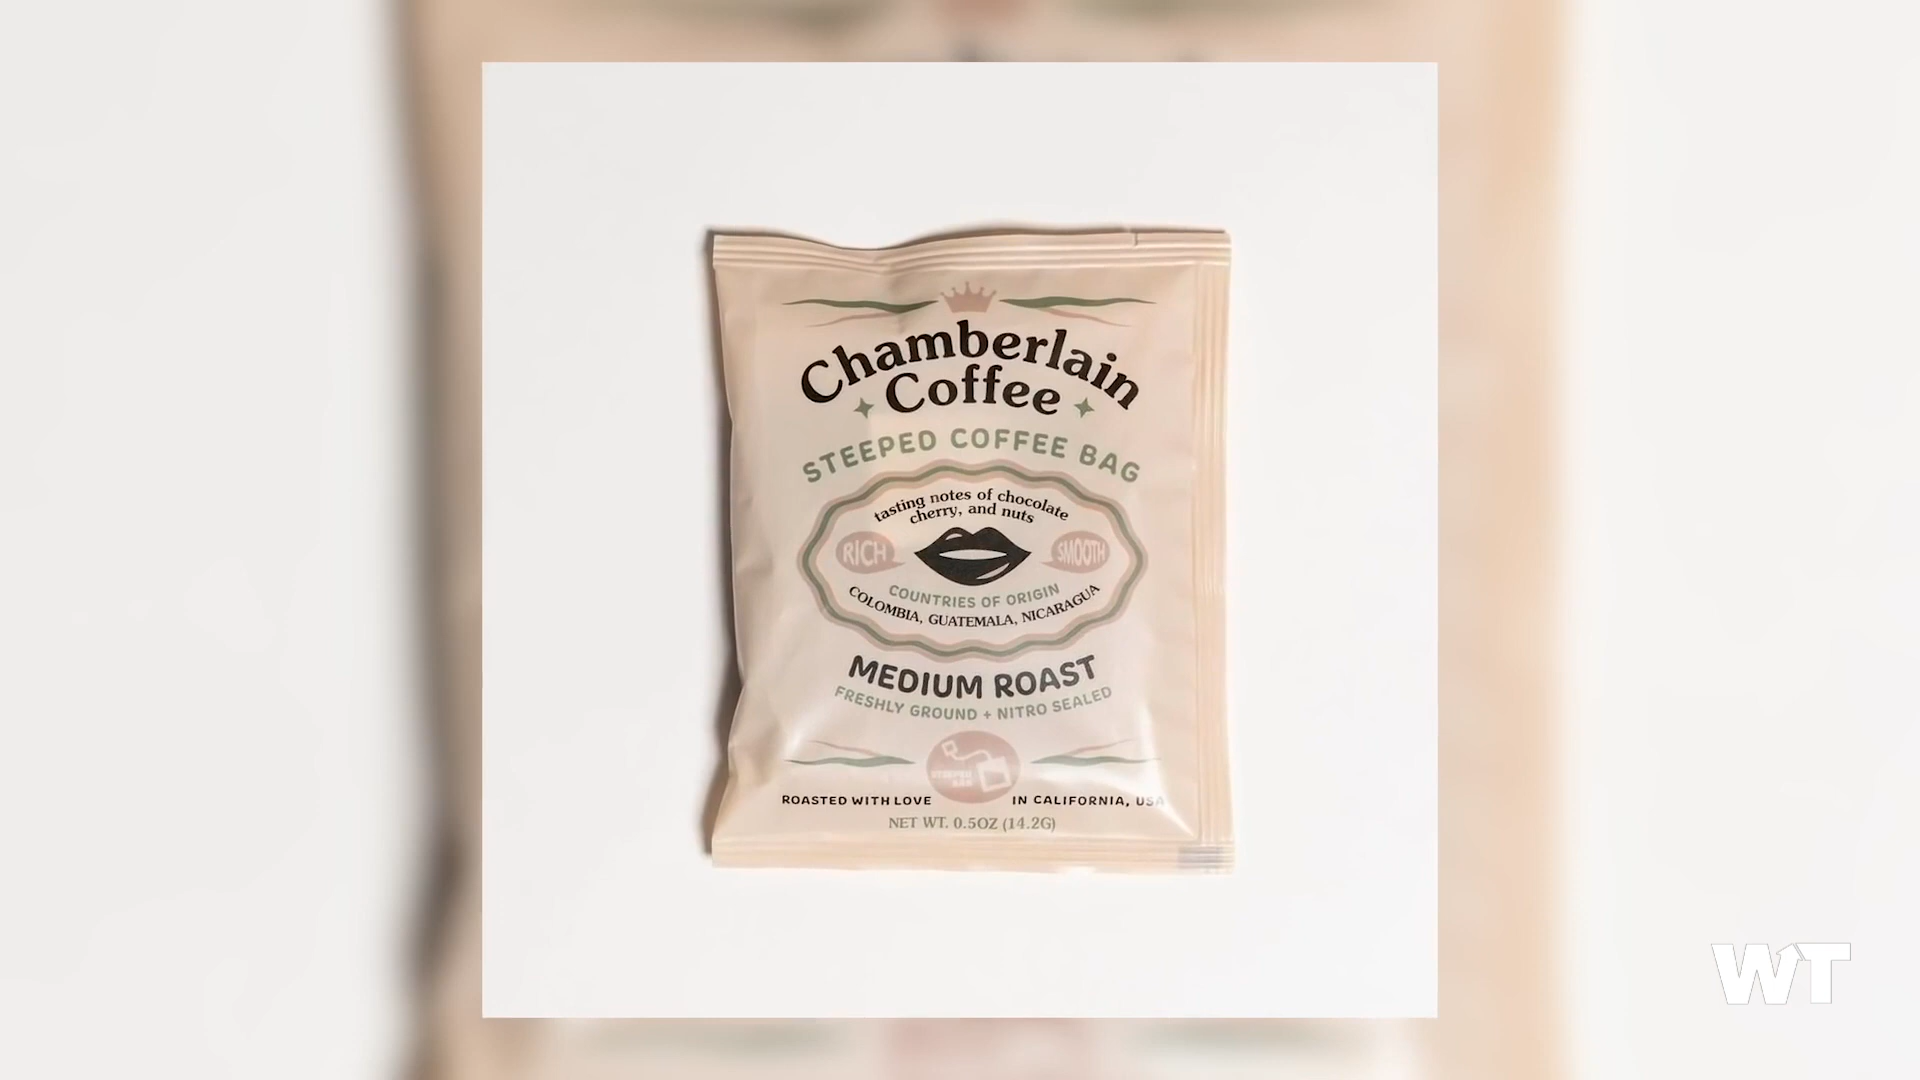 Chamberlain
Coffee
STEEPED COFFEE BAG
tasting notes of chocolate
cherry, and nuts
RICH
SMOOTH
COUNTRIES OF ORIGIN
COLOMBIA, GUATEMALA, NICARAGUA
MEDIUM ROAST
FRESHLY GROUND + NITRO SEALED
STEEPED
BAG
ROASTED WITH LOVE
IN CALIFORNIA, USA
NET WT. 0.5OZ (14.2G)
WT